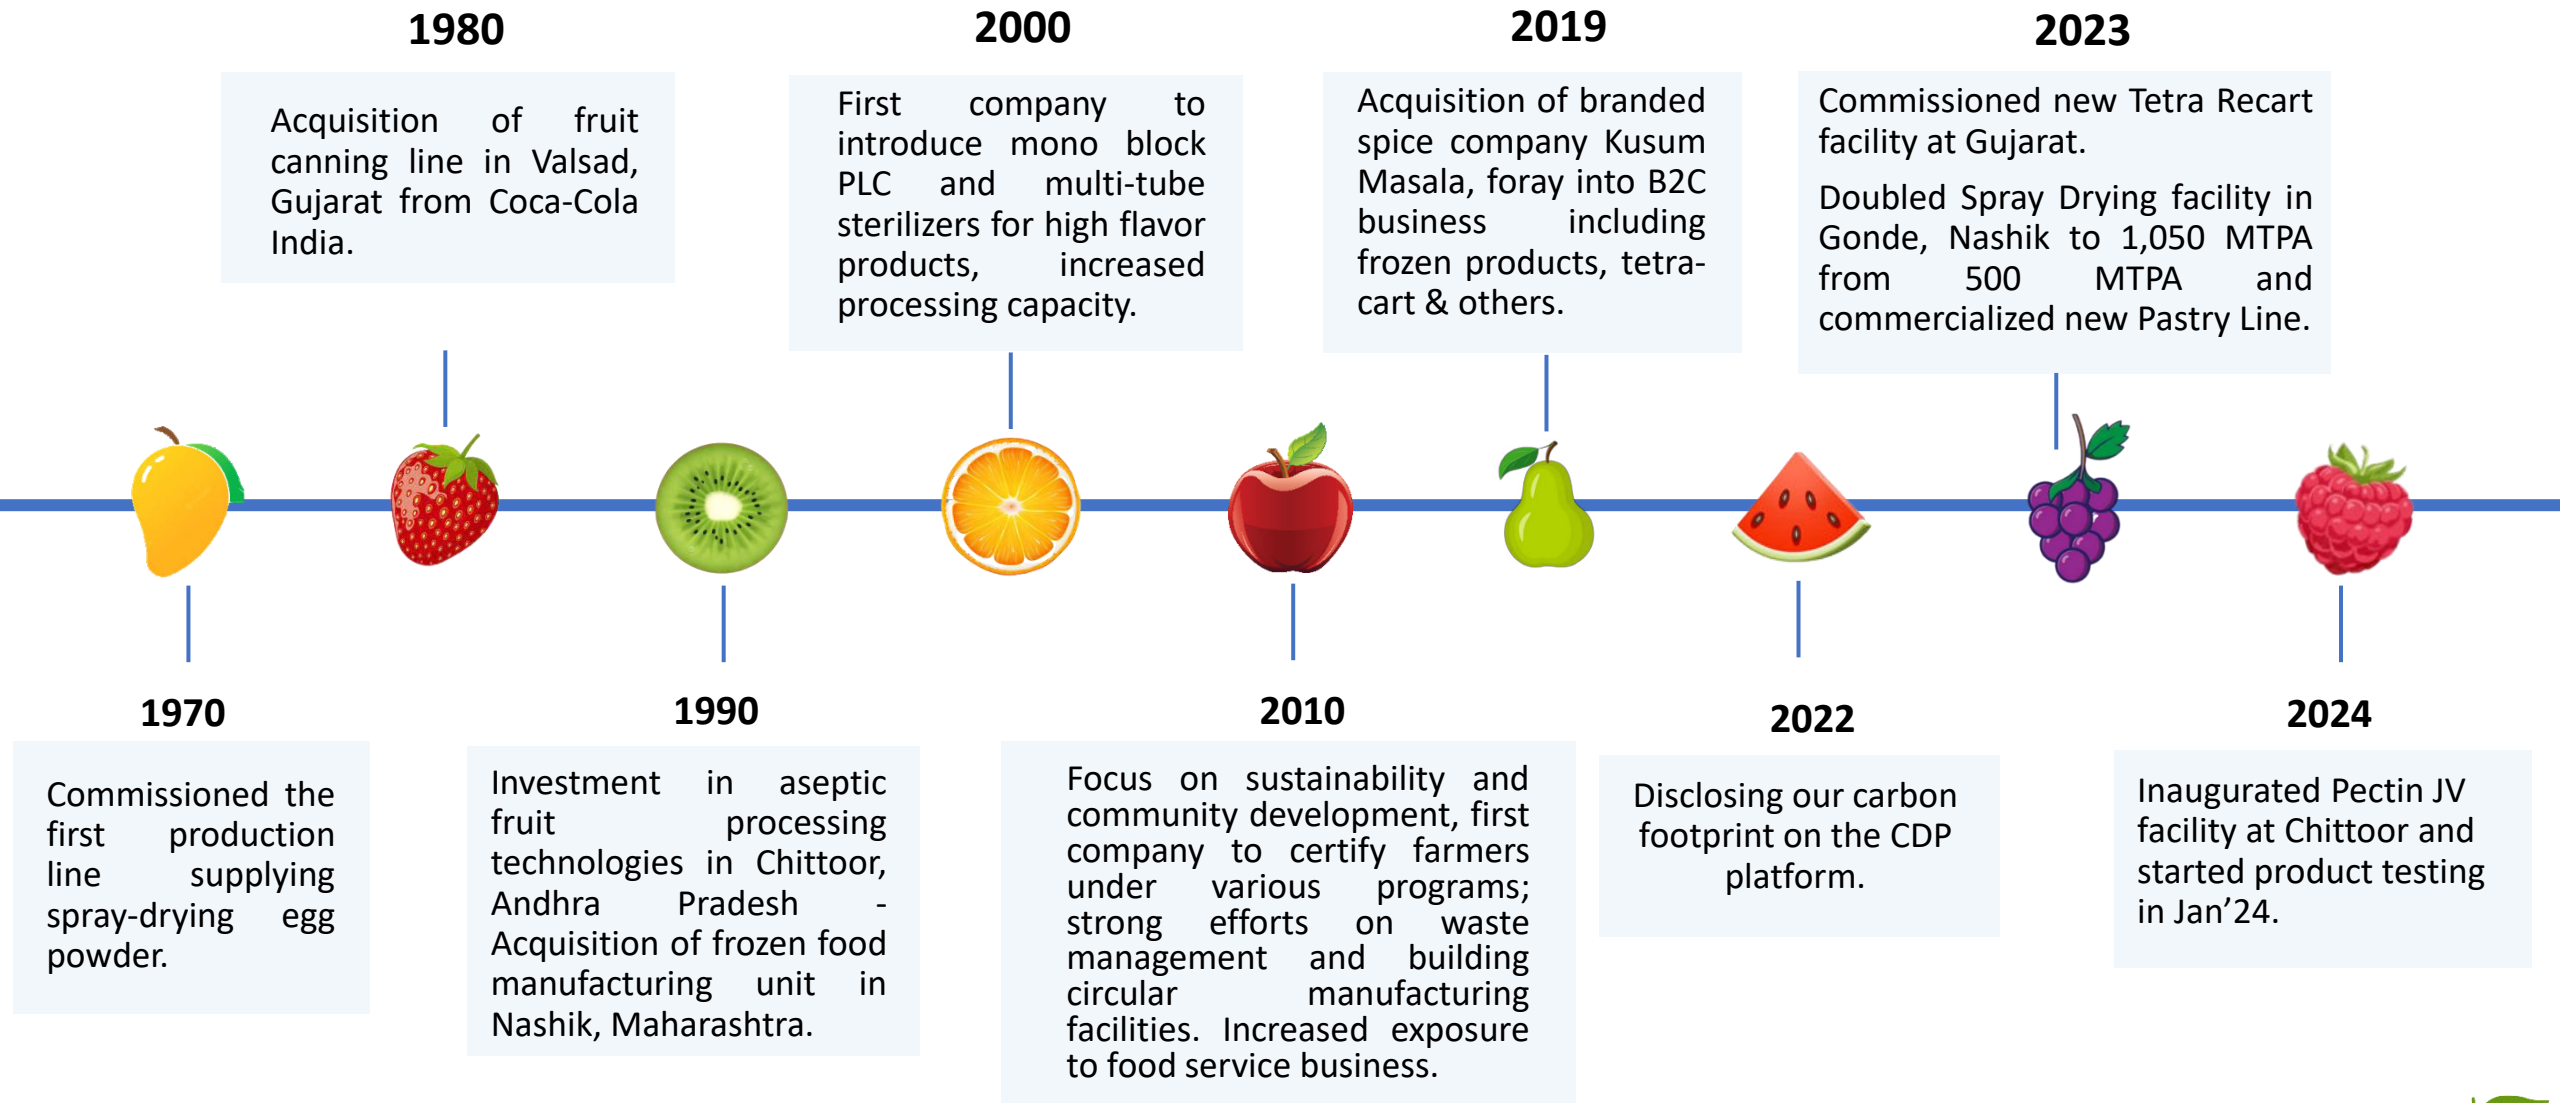 1980
Acquisition of fruit
canning line in Valsad,
Gujarat from Coca-Cola
India.
2000
First company to
introduce mono block
PLC and multi-tube
sterilizers for high flavor
products, increased
processing capacity.
2019
Acquisition of branded
spice company Kusum
Masala, foray into B2C
business including
frozen products, tetra-
cart & others.
2023
Commissioned new Tetra Recart
facility at Gujarat.
Doubled Spray Drying facility in
Gonde, Nashik to 1,050 MTPA
from 500 MTPA and
commercialized new Pastry Line.
1970
Commissioned the
first production
line supplying
spray-drying egg
powder.
1990
Investment in aseptic
fruit processing
technologies in Chittoor,
Andhra Pradesh -
Acquisition of frozen food
manufacturing unit in
Nashik, Maharashtra.
2010
Focus on sustainability and
community development, first
company to certify farmers
under various programs;
strong efforts on waste
management and building
circular manufacturing
facilities. Increased exposure
to food service business.
2022
Disclosing our carbon
footprint on the CDP
platform.
2024
Inaugurated Pectin JV
facility at Chittoor and
started product testing
in Jan’24.